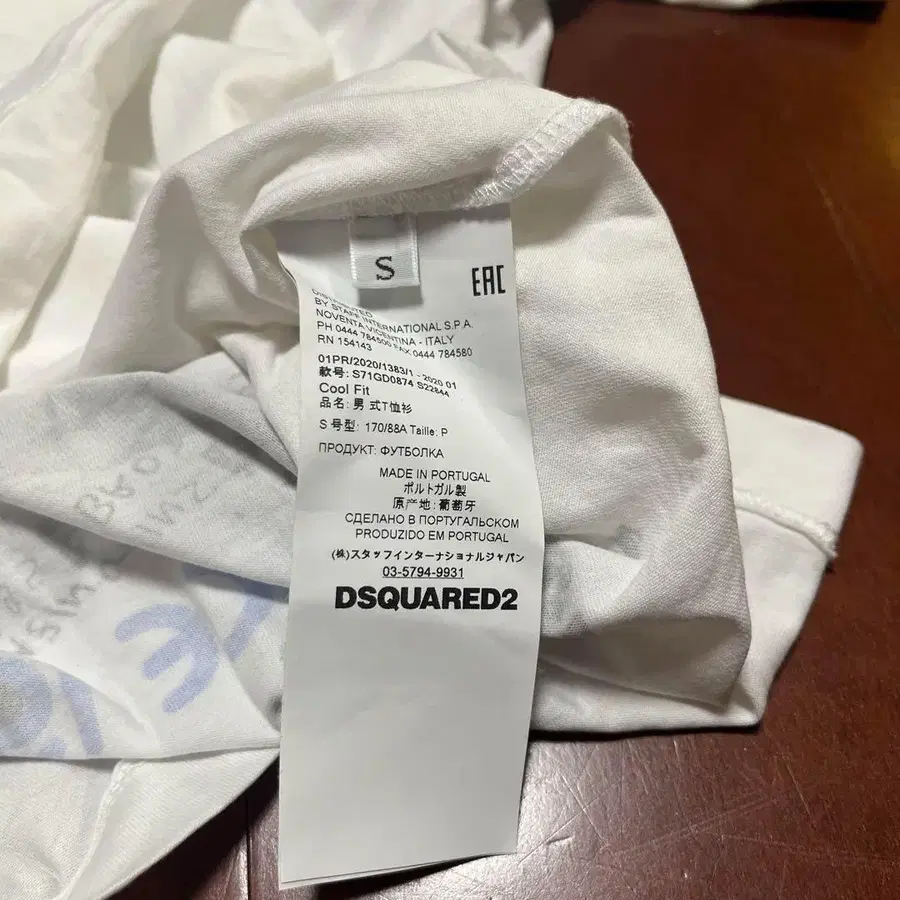 S
EAC
DISTRIBUTED
BY STAFF INTERNATIONAL S.P.A.
NOVENTA VICENTINA - ITALY
PH 0444 784500 FAX 0444 784580
RN 154143
01PR/2020/1383/1 - 2020 01
款号: S71GD0874 S22844
Cool Fit
品名: 男 式T恤衫
S 号型: 170/88A Taille: P
ПРОДУКТ: ФУТБОЛКА
MADE IN PORTUGAL
ポルトガル製
原产地: 葡萄牙
СДЕЛАНО В ПОРТУГАЛЬСКОМ
PRODUZIDO EM PORTUGAL
(株)スタッフインターナショナルジャパン
03-5794-9931
DSQUARED2